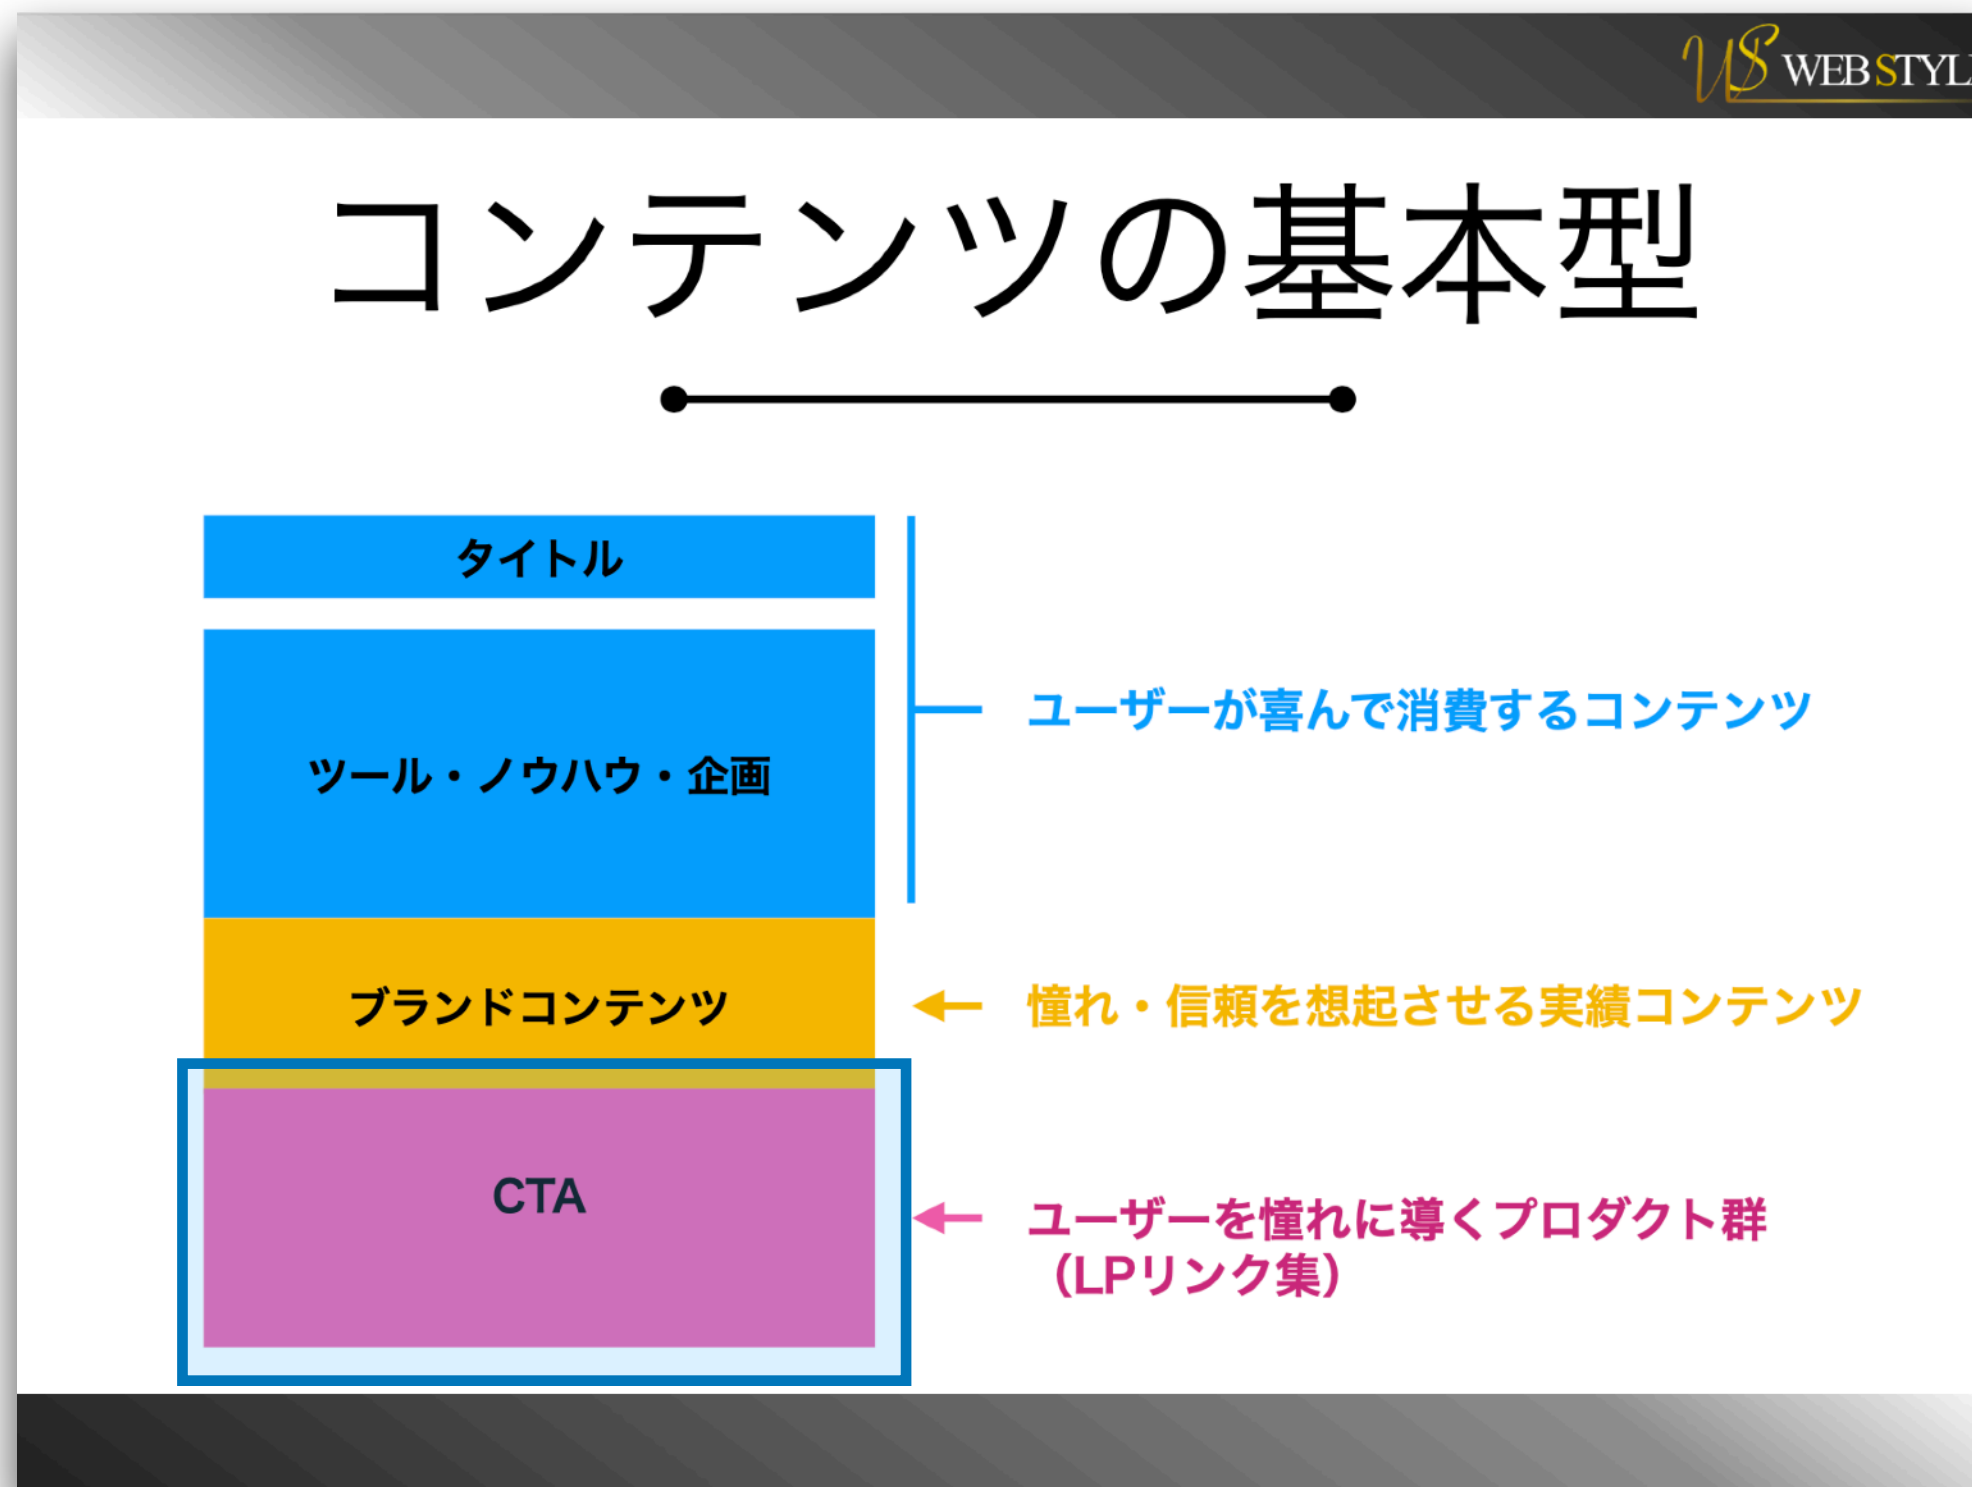 WEB STYL
コンテンツの基本型
タイトル
ツール・ノウハウ・企画
ユーザーが喜んで消費するコンテンツ
ブランドコンテンツ
憧れ・信頼を想起させる実績コンテンツ
CTA
ユーザーを憧れに導くプロダクト群
（LPリンク集）